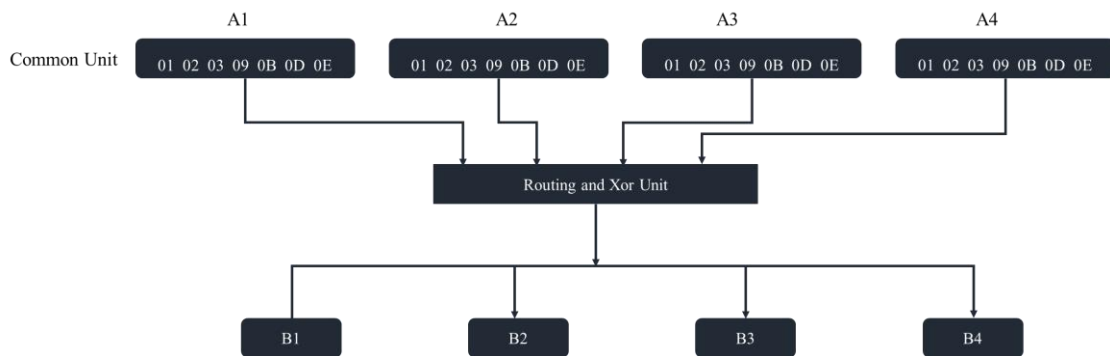 A1 A2 A3 A4
Common Unit
01 02 03 09 0B 0D 0E
01 02 03 09 0B 0D 0E
01 02 03 09 0B 0D 0E
01 02 03 09 0B 0D 0E
Routing and Xor Unit
B1 B2 B3 B4